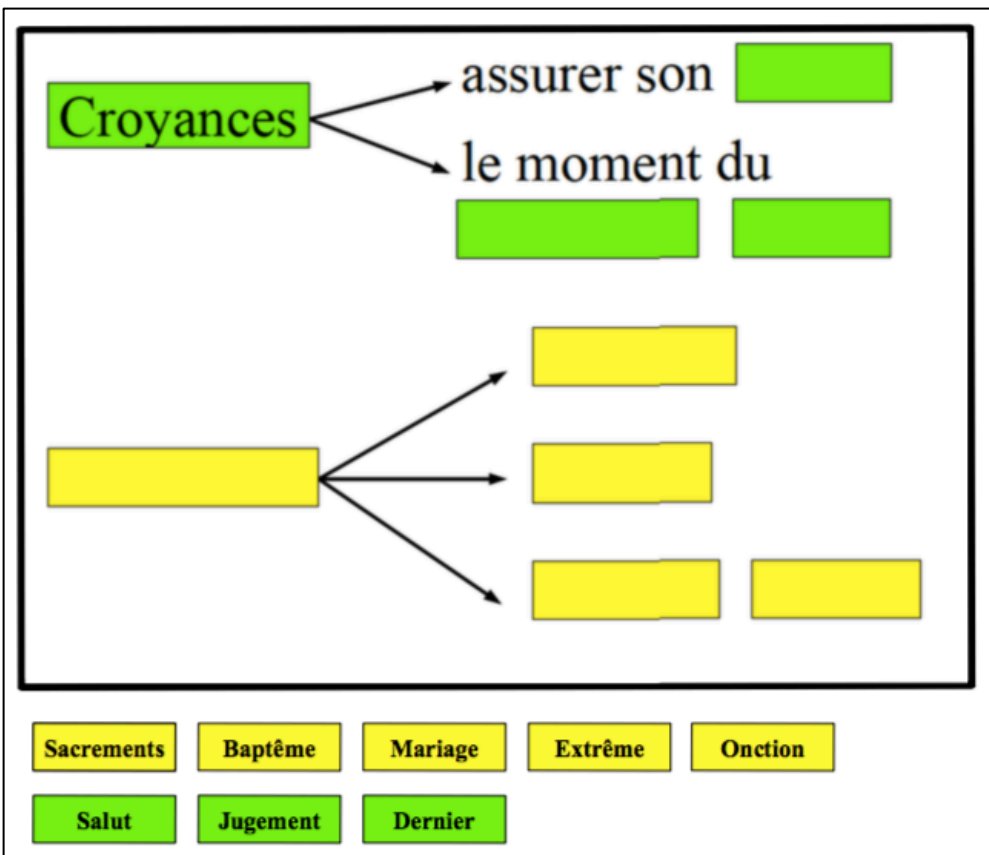 assurer son
Croyances
le moment du
Sacrements Baptême Mariage Extrême Onction
Salut Jugement Dernier